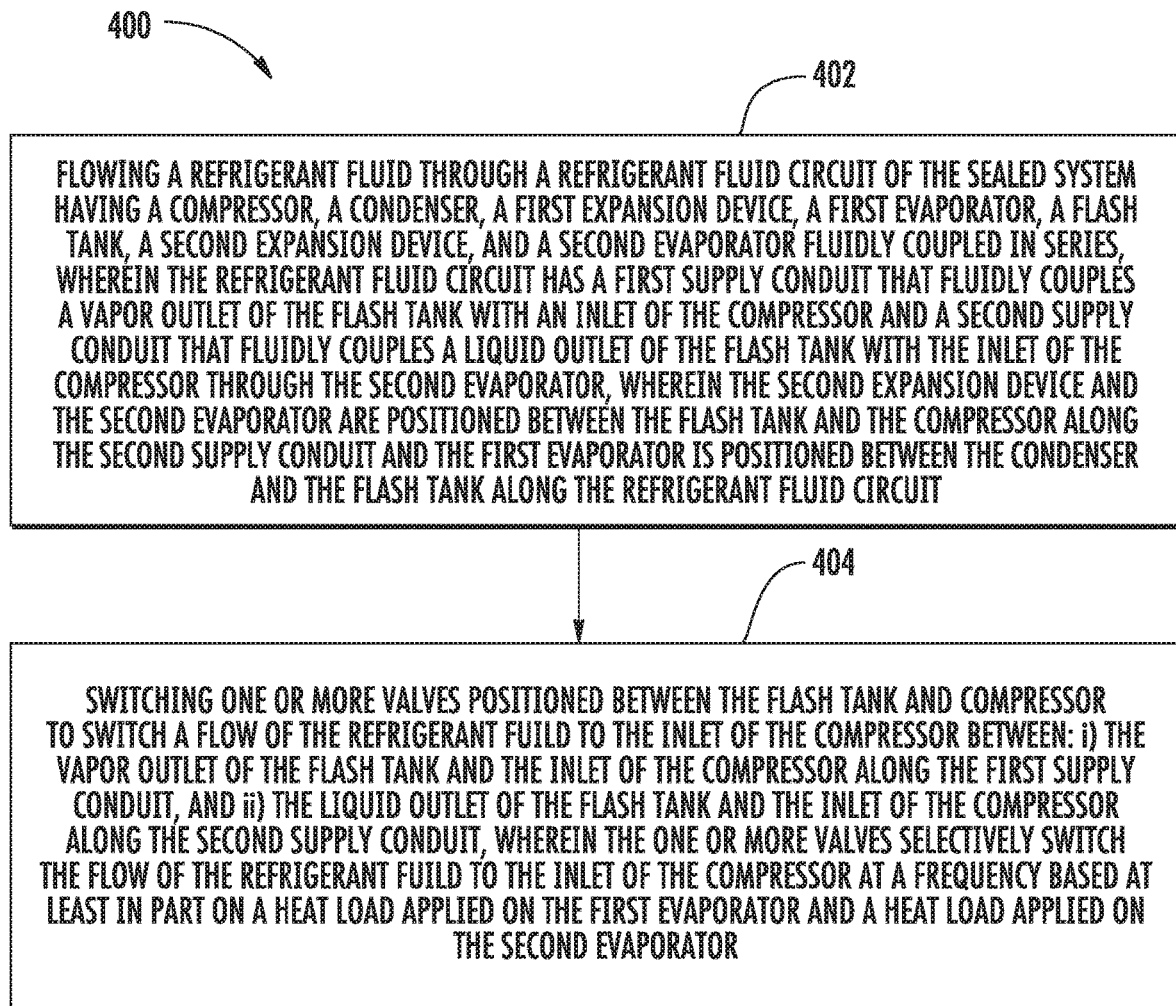 400
402
FLOWING A REFRIGERANT FLUID THROUGH A REFRIGERANT FLUID CIRCUIT OF THE SEALED SYSTEM
HAVING A COMPRESSOR, A CONDENSER, A FIRST EXPANSION DEVICE, A FIRST EVAPORATOR, A FLASH
TANK, A SECOND EXPANSION DEVICE, AND A SECOND EVAPORATOR FLUIDLY COUPLED IN SERIES,
WHEREIN THE REFRIGERANT FLUID CIRCUIT HAS A FIRST SUPPLY CONDUIT THAT FLUIDLY COUPLES
A VAPOR OUTLET OF THE FLASH TANK WITH AN INLET OF THE COMPRESSOR AND A SECOND SUPPLY
CONDUIT THAT FLUIDLY COUPLES A LIQUID OUTLET OF THE FLASH TANK WITH THE INLET OF THE
COMPRESSOR THROUGH THE SECOND EVAPORATOR, WHEREIN THE SECOND EXPANSION DEVICE AND
THE SECOND EVAPORATOR ARE POSITIONED BETWEEN THE FLASH TANK AND THE COMPRESSOR ALONG
THE SECOND SUPPLY CONDUIT AND THE FIRST EVAPORATOR IS POSITIONED BETWEEN THE CONDENSER
AND THE FLASH TANK ALONG THE REFRIGERANT FLUID CIRCUIT
404
SWITCHING ONE OR MORE VALVES POSITIONED BETWEEN THE FLASH TANK AND COMPRESSOR
TO SWITCH A FLOW OF THE REFRIGERANT FUILD TO THE INLET OF THE COMPRESSOR BETWEEN: i) THE
VAPOR OUTLET OF THE FLASH TANK AND THE INLET OF THE COMPRESSOR ALONG THE FIRST SUPPLY
CONDUIT, AND ii) THE LIQUID OUTLET OF THE FLASH TANK AND THE INLET OF THE COMPRESSOR
ALONG THE SECOND SUPPLY CONDUIT, WHEREIN THE ONE OR MORE VALVES SELECTIVELY SWITCH
THE FLOW OF THE REFRIGERANT FUILD TO THE INLET OF THE COMPRESSOR AT A FREQUENCY BASED AT
LEAST IN PART ON A HEAT LOAD APPLIED ON THE FIRST EVAPORATOR AND A HEAT LOAD APPLIED ON
THE SECOND EVAPORATOR